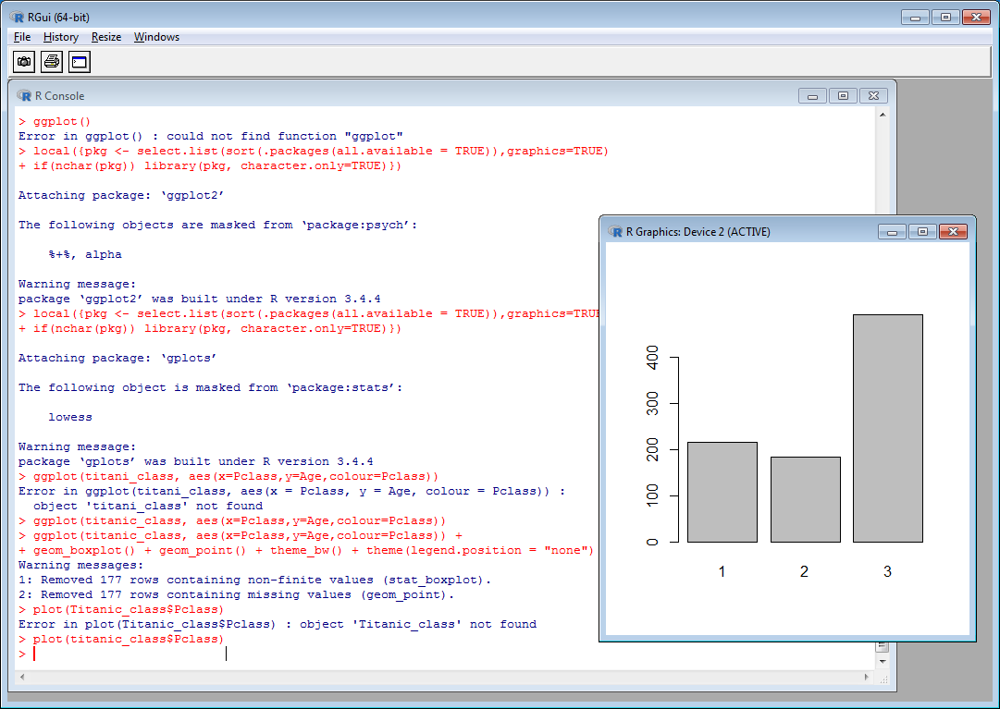 RGui (64-bit)
File History Resize Windows
R Console
> ggplot()
Error in ggplot() : could not find function "ggplot"
> local({pkg <- select.list(sort(.packages(all.available = TRUE)),graphics=TRUE)
+ if(nchar(pkg)) library(pkg, character.only=TRUE)})
Attaching package: ‘ggplot2’
The following objects are masked from ‘package:psych’:
%+%, alpha
Warning message:
package ‘ggplot2’ was built under R version 3.4.4
> local({pkg <- select.list(sort(.packages(all.available = TRUE)),graphics=TRUE
+ if(nchar(pkg)) library(pkg, character.only=TRUE)})
Attaching package: ‘gplots’
The following object is masked from ‘package:stats’:
lowess
Warning message:
package ‘gplots’ was built under R version 3.4.4
> ggplot(titani_class, aes(x=Pclass,y=Age,colour=Pclass))
Error in ggplot(titani_class, aes(x = Pclass, y = Age, colour = Pclass)) :
object 'titani_class' not found
> ggplot(titanic_class, aes(x=Pclass,y=Age,colour=Pclass))
> ggplot(titanic_class, aes(x=Pclass,y=Age,colour=Pclass)) +
+ geom_boxplot() + geom_point() + theme_bw() + theme(legend.position = "none")
Warning messages:
1: Removed 177 rows containing non-finite values (stat_boxplot).
2: Removed 177 rows containing missing values (geom_point).
> plot(Titanic_class$Pclass)
Error in plot(Titanic_class$Pclass) : object 'Titanic_class' not found
> plot(titanic_class$Pclass)
>
R Graphics: Device 2 (ACTIVE)
400
300
200
100
0
1 2 3